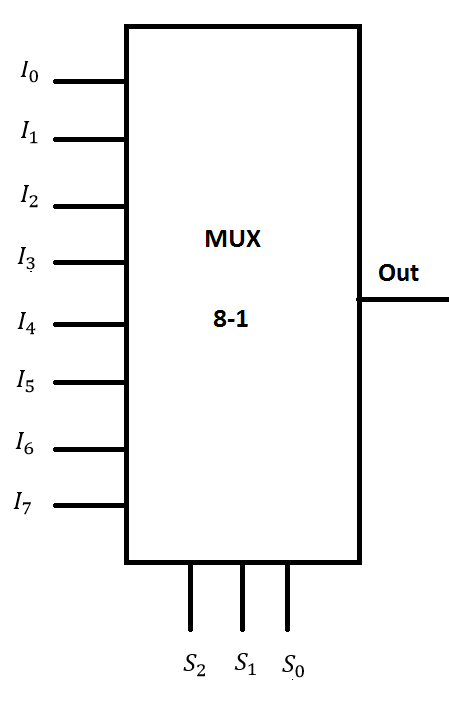 I₀
I₁
I₂
MUX
I₃
Out
8-1
I₄
I₅
I₆
I₇
S₂ S₁ S₀